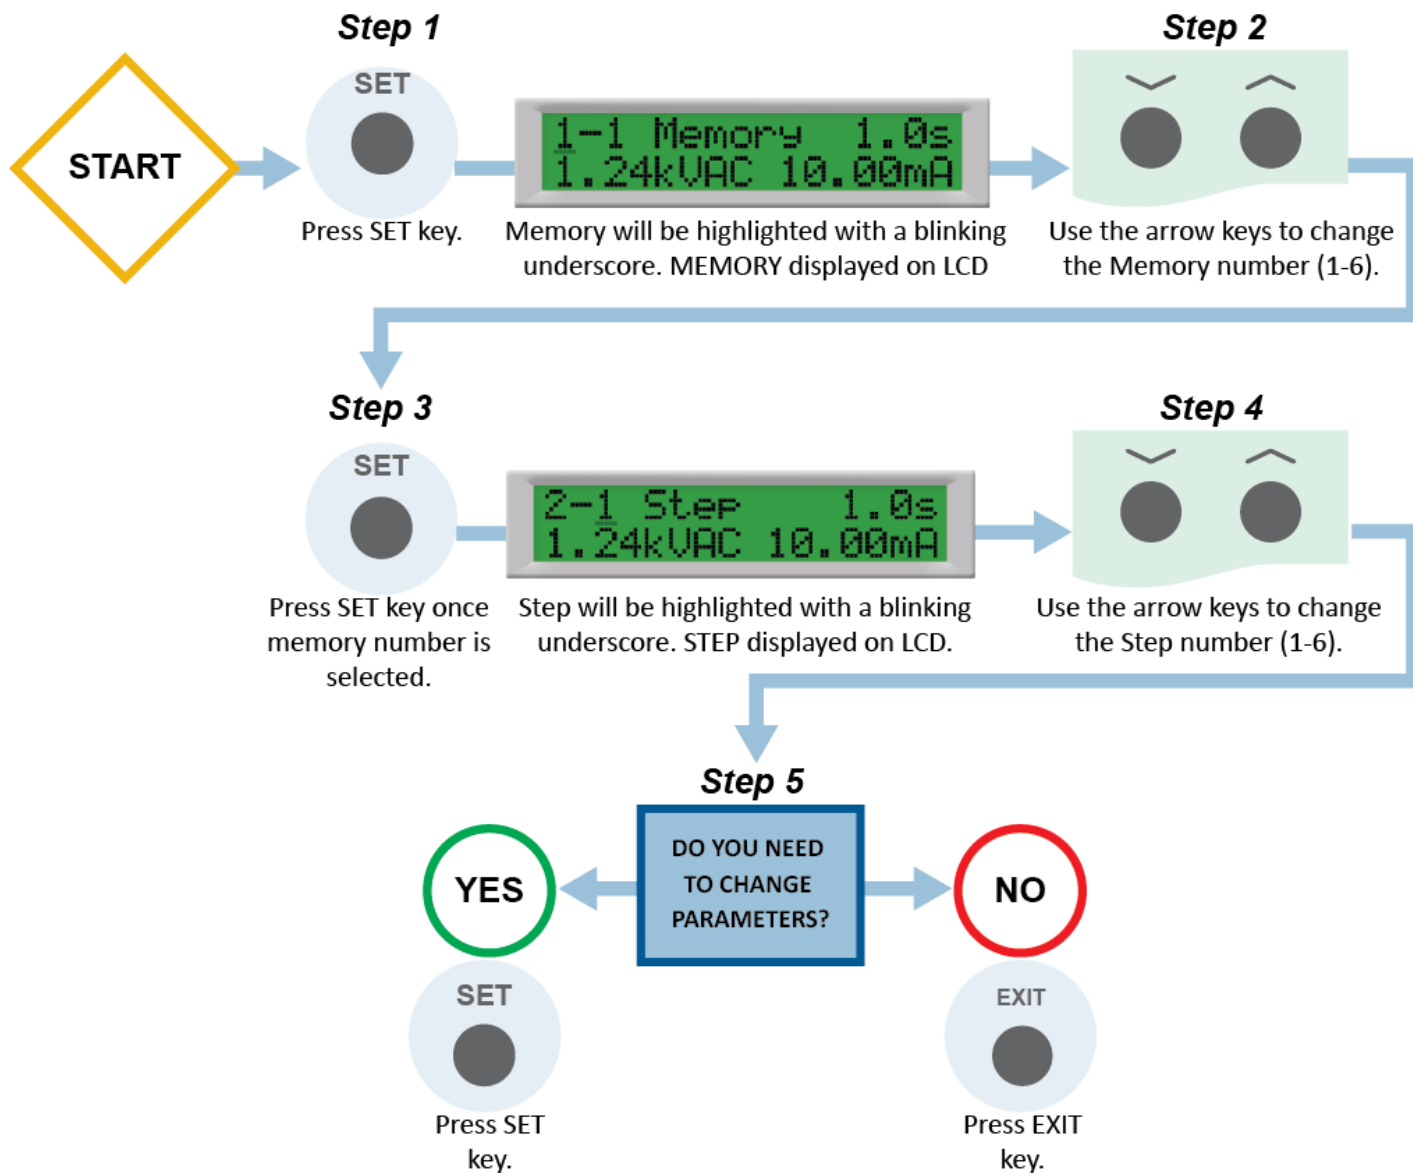 Step 1
Step 2
START
SET
1-1 Memory 1.0s
1.24kVAC 10.00mA
Press SET key.
Memory will be highlighted with a blinking
underscore. MEMORY displayed on LCD
Use the arrow keys to change
the Memory number (1-6).
Step 3
Step 4
SET
2-1 Step 1.0s
1.24kVAC 10.00mA
Press SET key once
memory number is
selected.
Step will be highlighted with a blinking
underscore. STEP displayed on LCD.
Use the arrow keys to change
the Step number (1-6).
Step 5
DO YOU NEED
TO CHANGE
PARAMETERS?
YES
NO
SET
EXIT
Press SET
key.
Press EXIT
key.